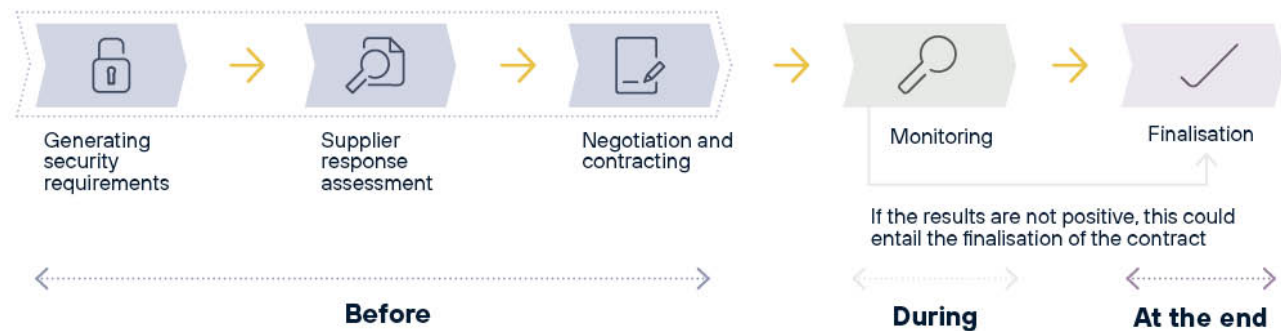 Generating
security
requirements
Supplier
response
assessment
Negotiation and
contracting
Monitoring
Finalisation
If the results are not positive, this could
entail the finalisation of the contract
Before
During
At the end